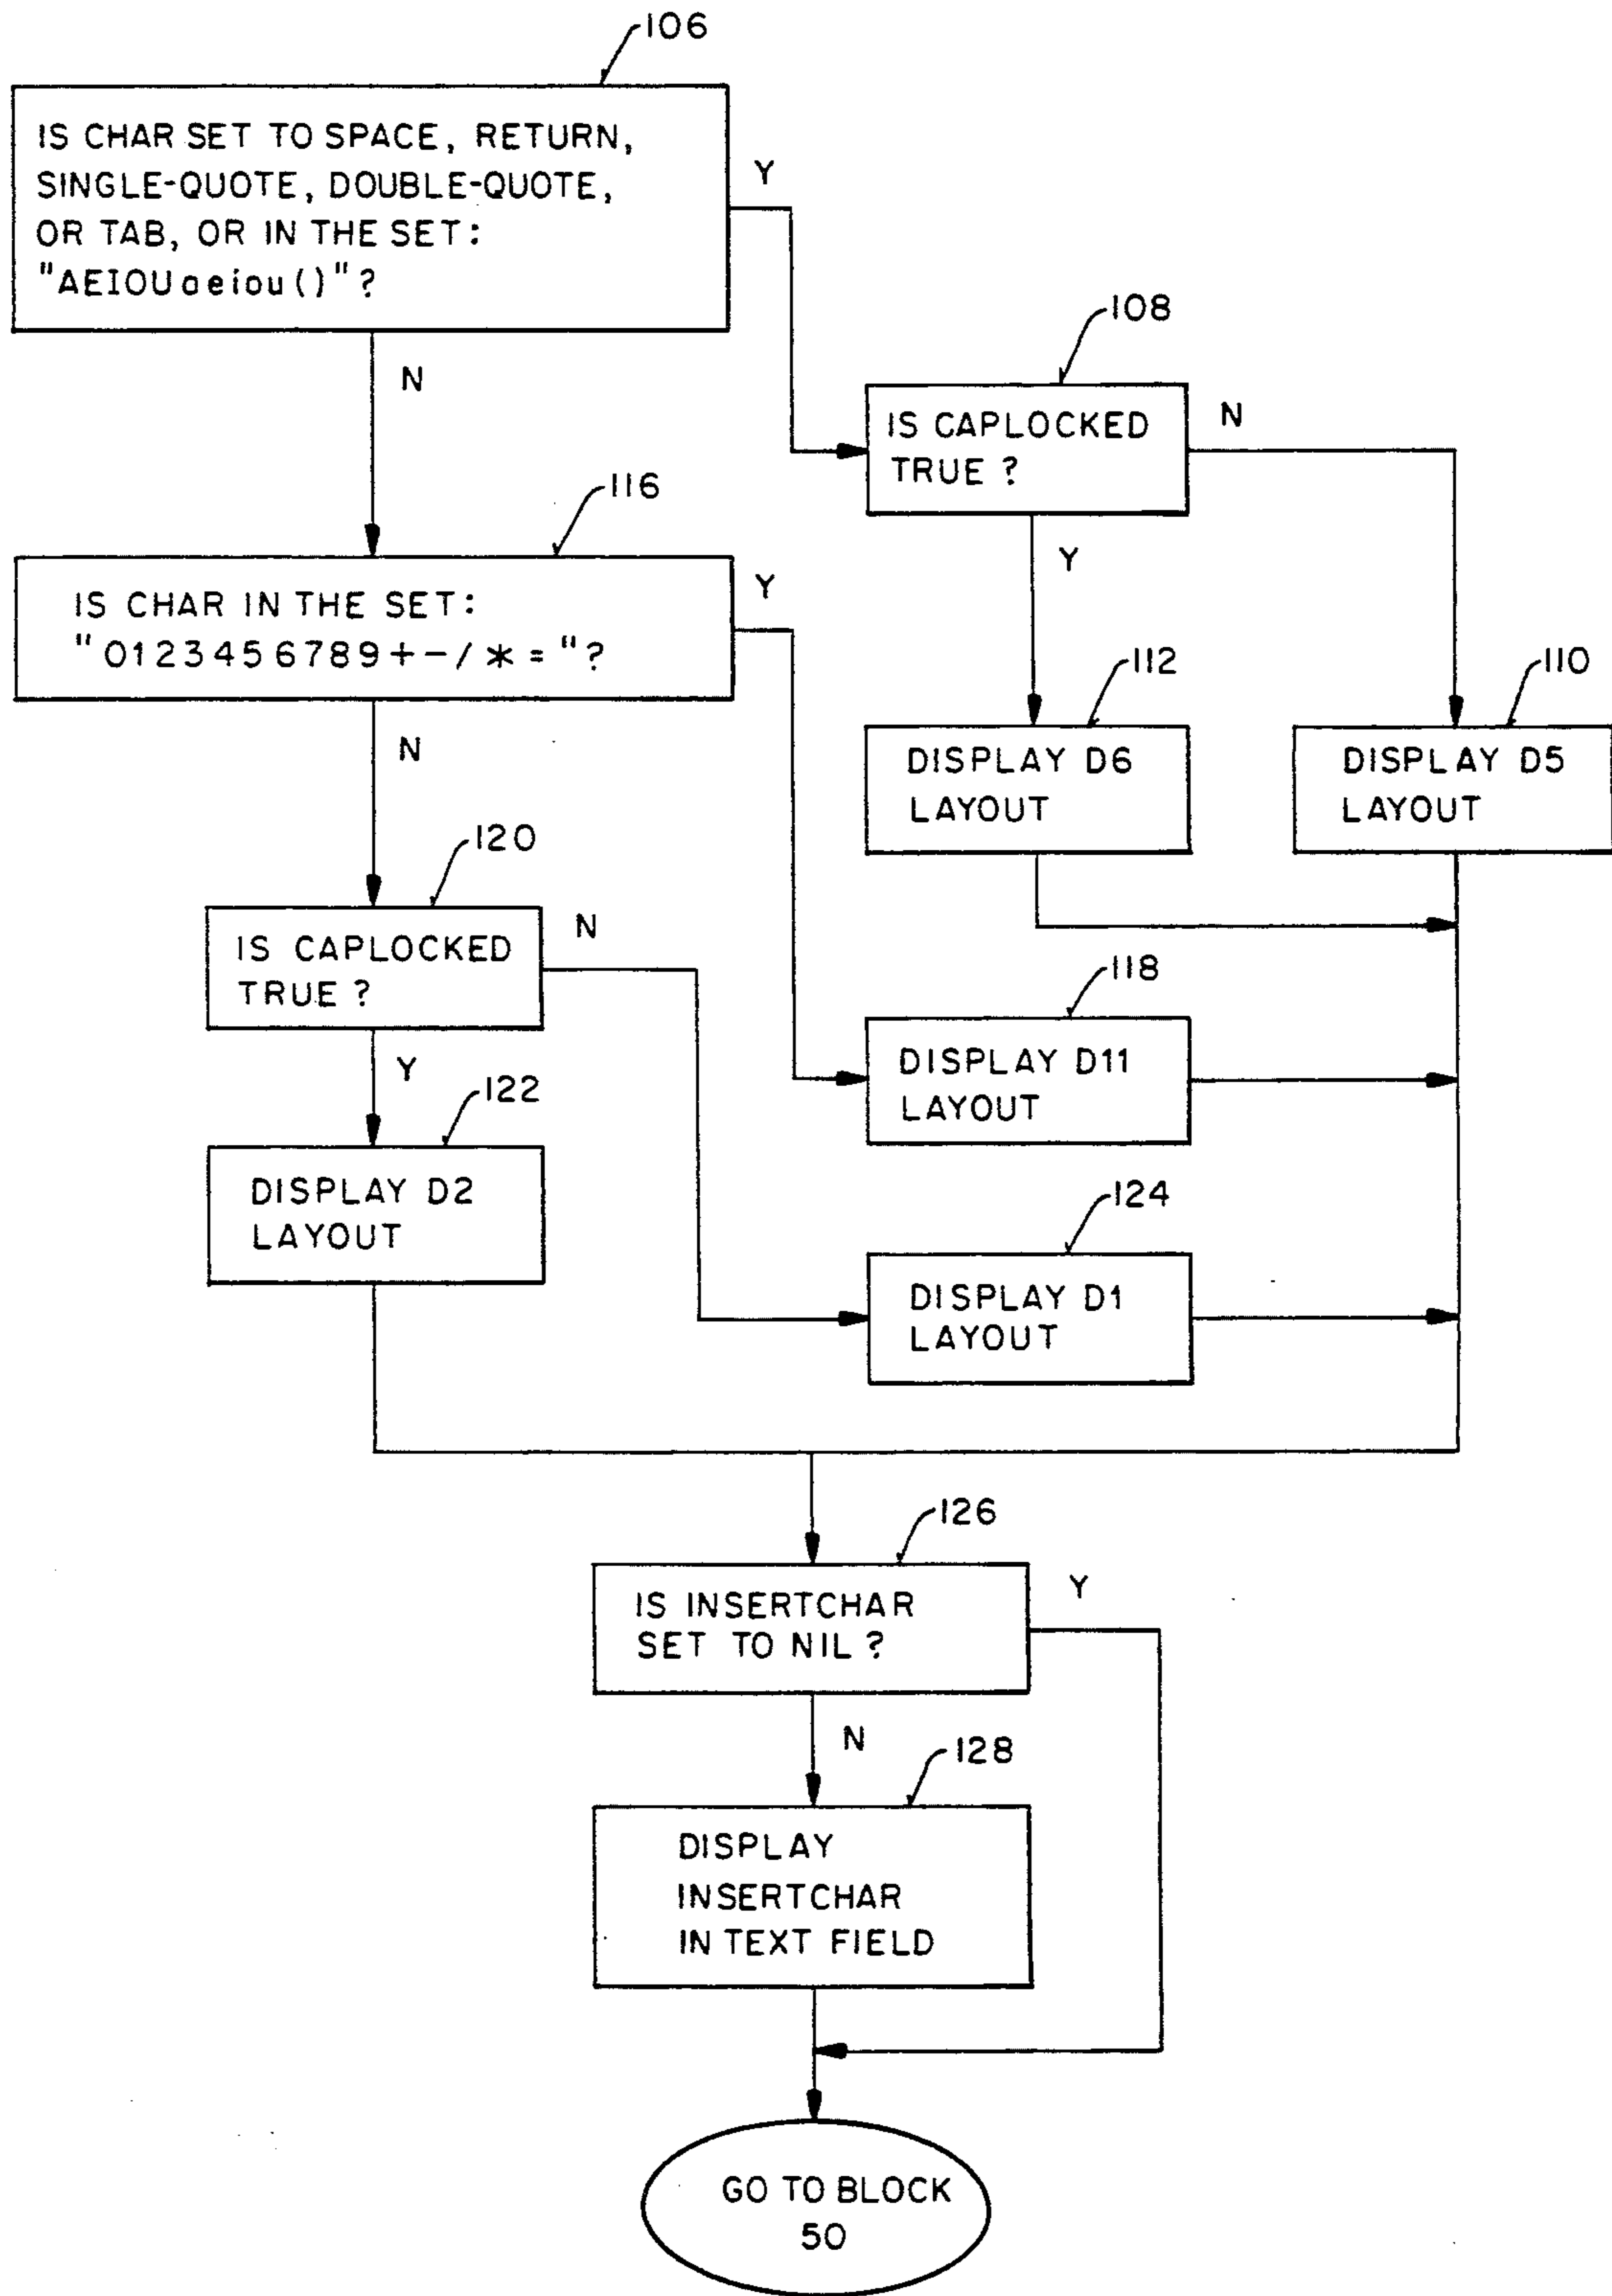 106
IS CHAR SET TO SPACE, RETURN,
SINGLE-QUOTE, DOUBLE-QUOTE,
OR TAB, OR IN THE SET:
"AEIOUaeiou()"?
Y
N
108
IS CAPLOCKED
TRUE?
N
Y
116
IS CHAR IN THE SET:
"0123456789+-/*="?
Y
N
112
DISPLAY D6
LAYOUT
110
DISPLAY D5
LAYOUT
120
IS CAPLOCKED
TRUE?
N
Y
118
DISPLAY D11
LAYOUT
122
DISPLAY D2
LAYOUT
124
DISPLAY D1
LAYOUT
126
IS INSERTCHAR
SET TO NIL?
Y
N
128
DISPLAY
INSERTCHAR
IN TEXT FIELD
GO TO BLOCK
50